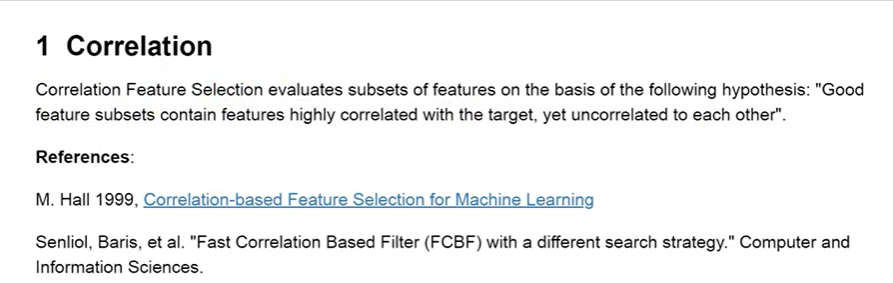 1 Correlation
Correlation Feature Selection evaluates subsets of features on the basis of the following hypothesis: "Good
feature subsets contain features highly correlated with the target, yet uncorrelated to each other".
References:
M. Hall 1999, Correlation-based Feature Selection for Machine Learning
Senliol, Baris, et al. "Fast Correlation Based Filter (FCBF) with a different search strategy." Computer and
Information Sciences.